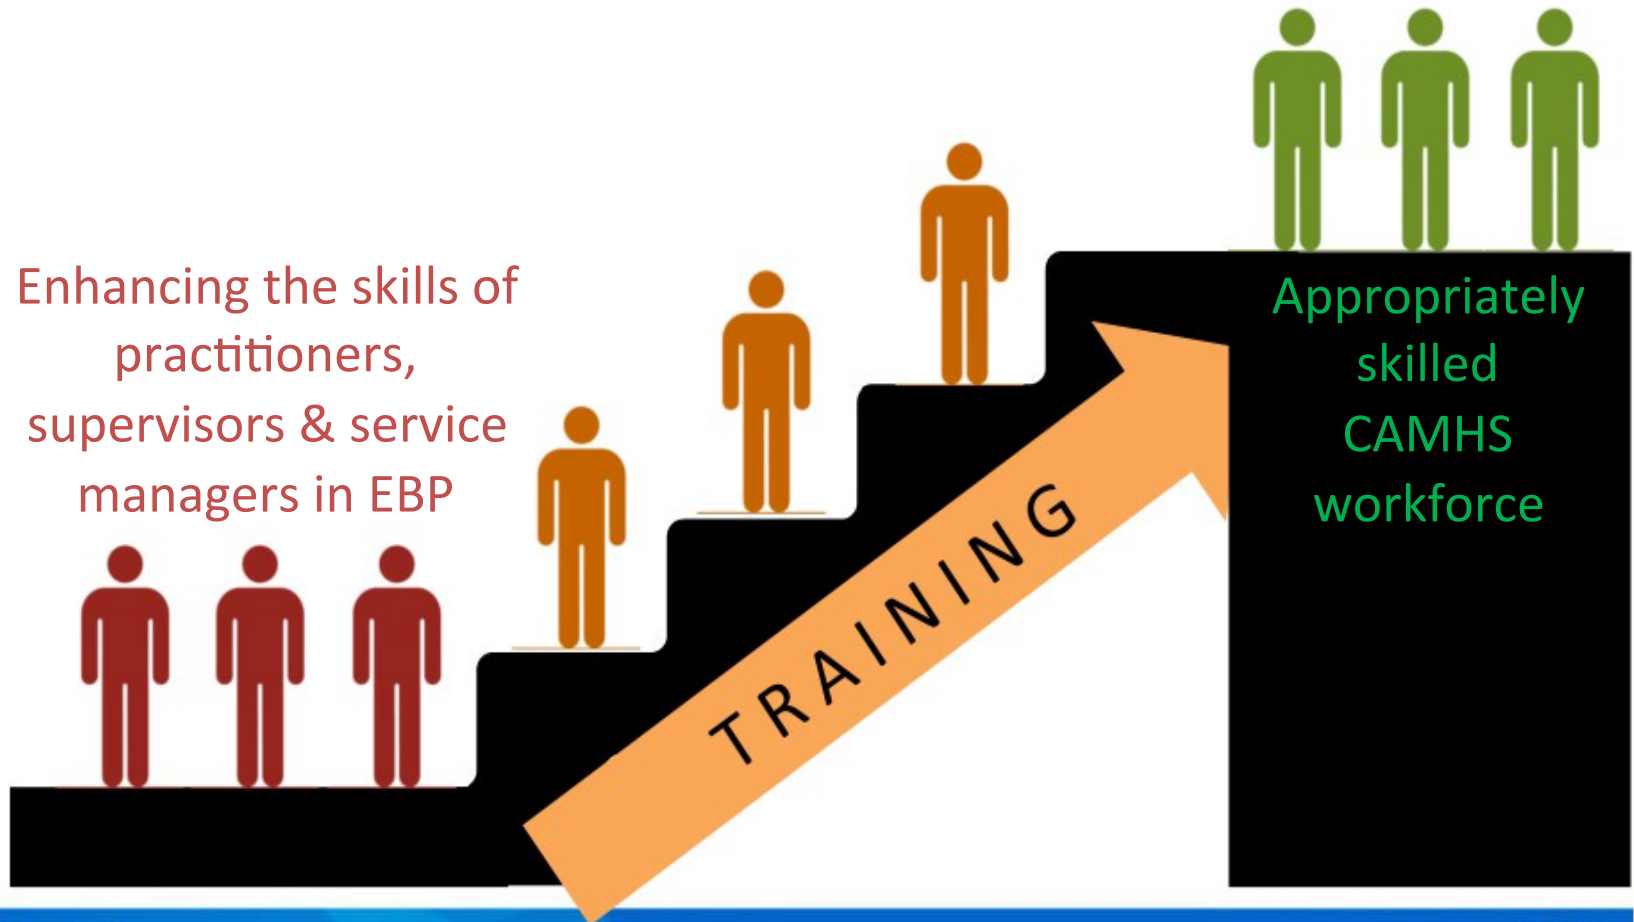 Enhancing the skills of
practitioners,
supervisors & service
managers in EBP
TRAINING
Appropriately
skilled
CAMHS
workforce